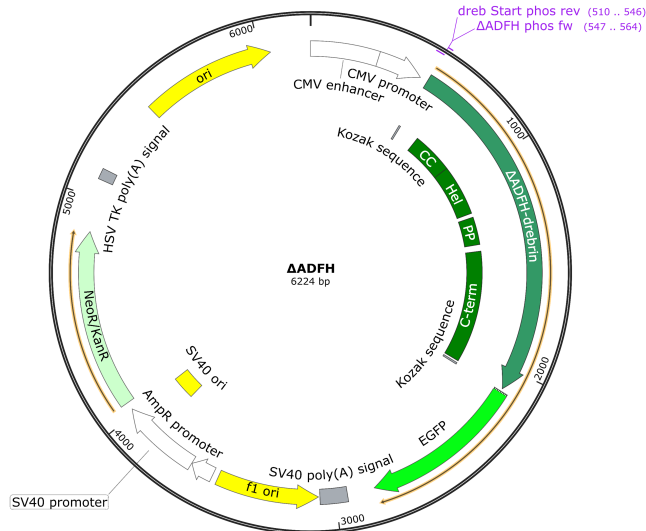 dreb Start phos rev (510 .. 546)
ΔADFH phos fw (547 .. 564)
6000
ori
CMV promoter
CMV enhancer
1000
Kozak sequence
HSV TK poly(A) signal
CC
Hel
PP
ΔADFH-drebrin
5000
ΔADFH
6224 bp
C-term
NeoR/KanR
Kozak sequence
SV40 ori
2000
AmpR promoter
EGFP
4000
SV40 poly(A) signal
f1 ori
SV40 promoter
3000